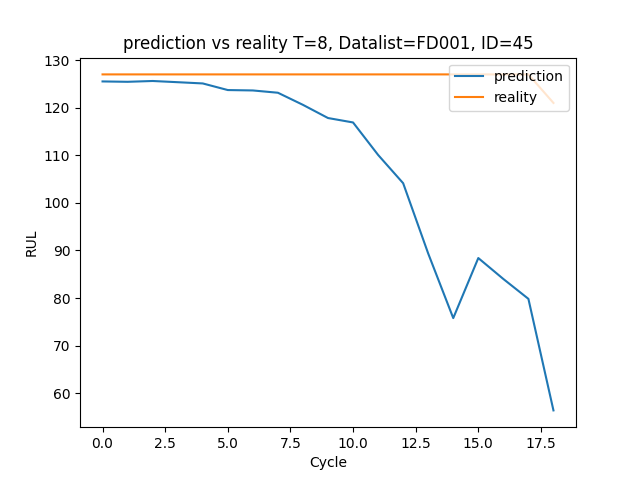 prediction vs reality T=8, Datalist=FD001, ID=45
130
120
110
100
90
80
70
60
RUL
prediction
reality
0.0 2.5 5.0 7.5 10.0 12.5 15.0 17.5
Cycle